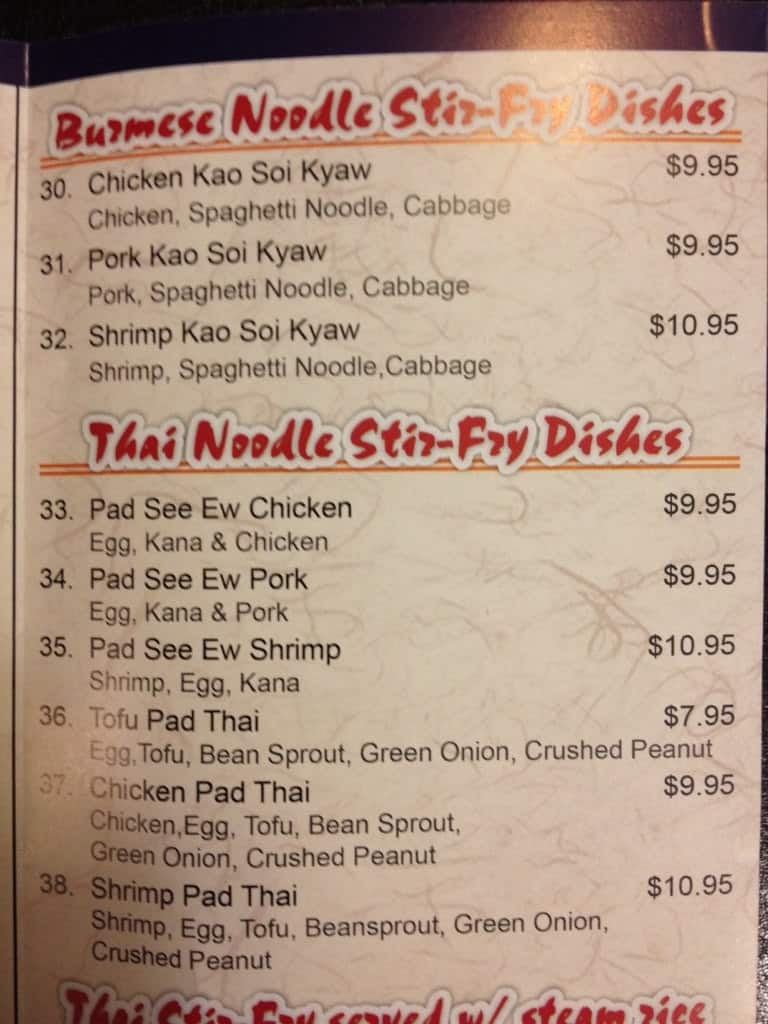 Burmese Noodle Stir-Fry Dishes
30. Chicken Kao Soi Kyaw $9.95
Chicken, Spaghetti Noodle, Cabbage
31. Pork Kao Soi Kyaw $9.95
Pork, Spaghetti Noodle, Cabbage
32. Shrimp Kao Soi Kyaw $10.95
Shrimp, Spaghetti Noodle,Cabbage
Thai Noodle Stir-Fry Dishes
33. Pad See Ew Chicken $9.95
Egg, Kana & Chicken
34. Pad See Ew Pork $9.95
Egg, Kana & Pork
35. Pad See Ew Shrimp $10.95
Shrimp, Egg, Kana
36. Tofu Pad Thai $7.95
Egg,Tofu, Bean Sprout, Green Onion, Crushed Peanut
37. Chicken Pad Thai $9.95
Chicken,Egg, Tofu, Bean Sprout,
Green Onion, Crushed Peanut
38. Shrimp Pad Thai $10.95
Shrimp, Egg, Tofu, Beansprout, Green Onion,
Crushed Peanut
Thai Stir-Fry served w/ steam rice